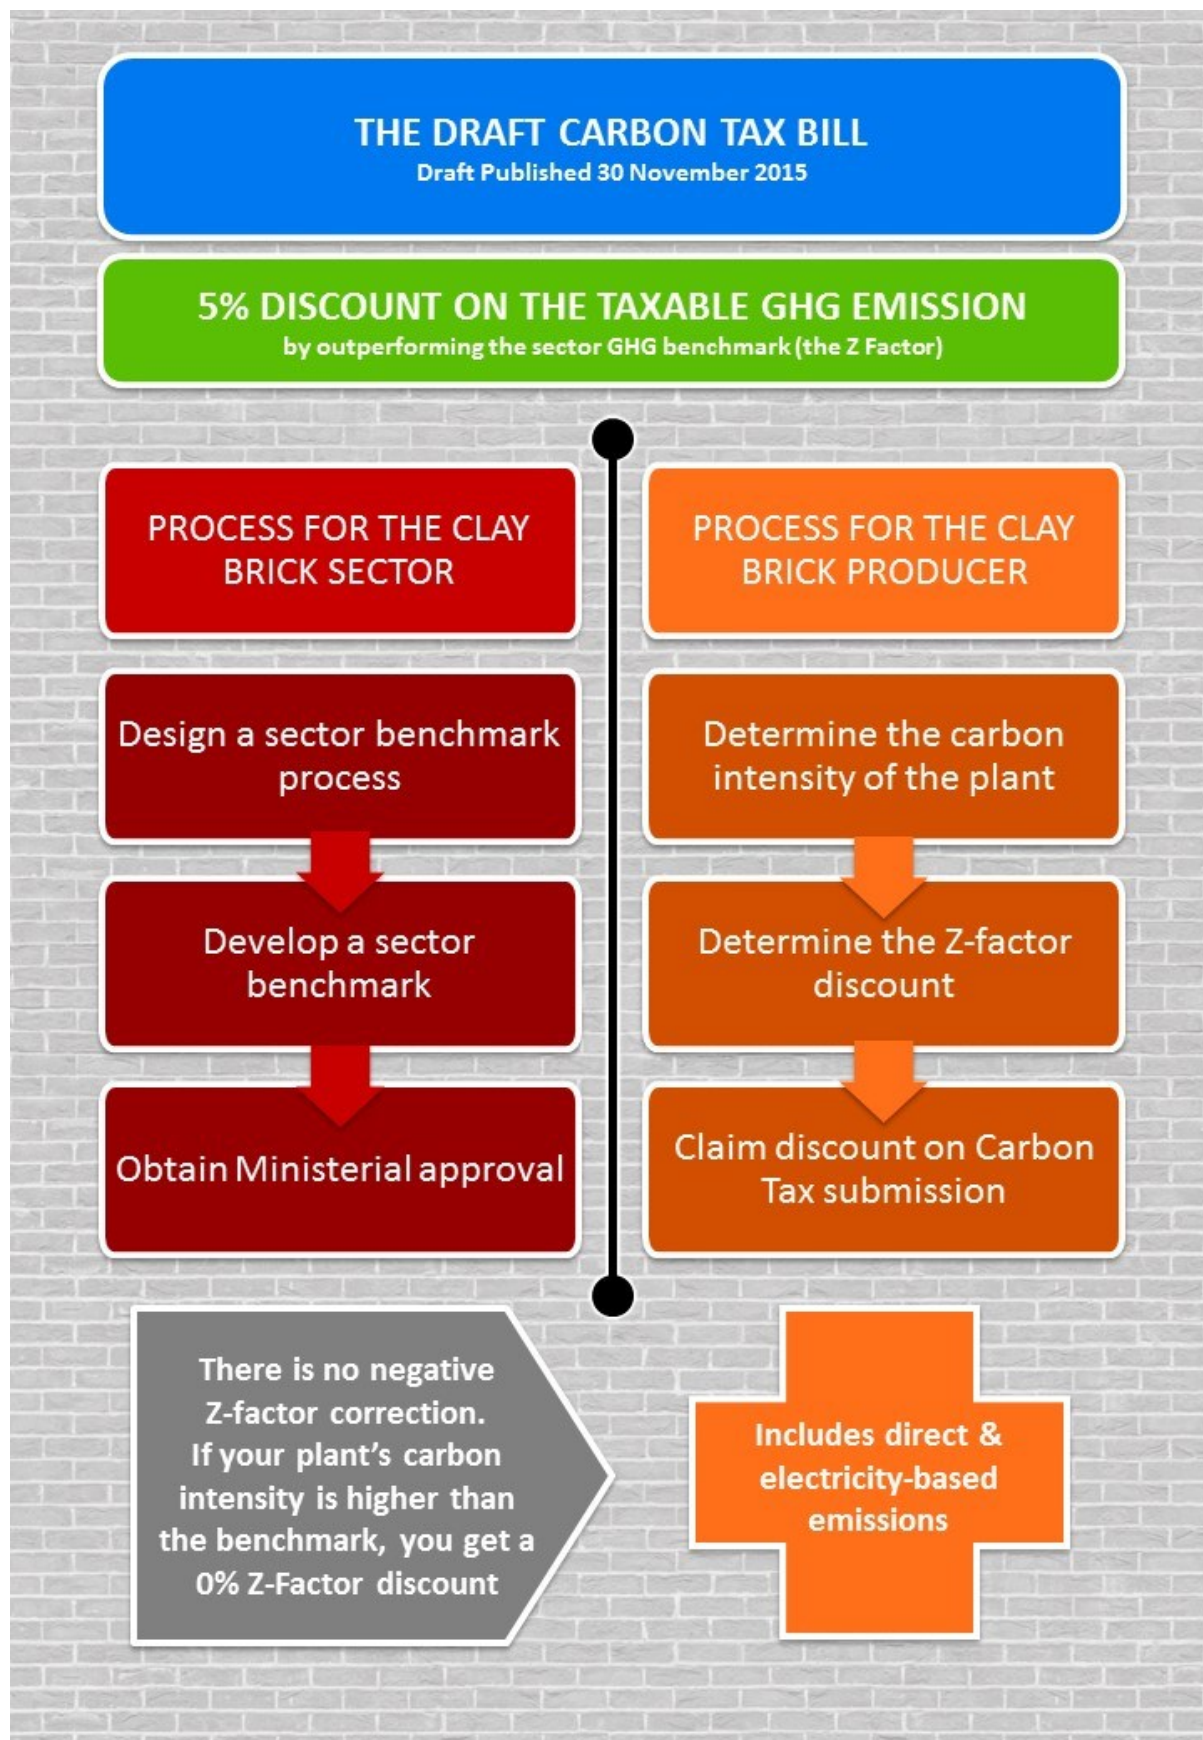 THE DRAFT CARBON TAX BILL
Draft Published 30 November 2015
5% DISCOUNT ON THE TAXABLE GHG EMISSION
by outperforming the sector GHG benchmark (the Z Factor)
PROCESS FOR THE CLAY
BRICK SECTOR
Design a sector benchmark
process
Develop a sector
benchmark
Obtain Ministerial approval
PROCESS FOR THE CLAY
BRICK PRODUCER
Determine the carbon
intensity of the plant
Determine the Z-factor
discount
Claim discount on Carbon
Tax submission
There is no negative
Z-factor correction.
If your plant’s carbon
intensity is higher than
the benchmark, you get a
0% Z-Factor discount
Includes direct &
electricity-based
emissions